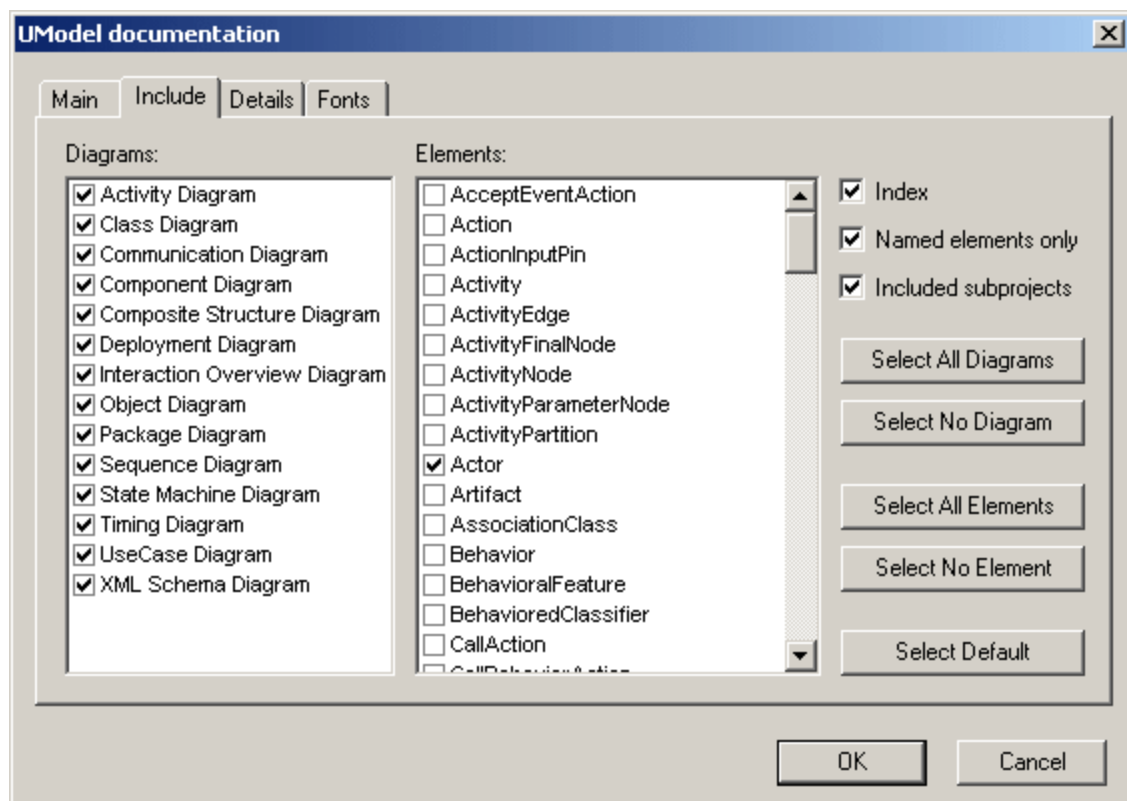 UModel documentation
Main Include Details Fonts
Diagrams:
Activity Diagram
Class Diagram
Communication Diagram
Component Diagram
Composite Structure Diagram
Deployment Diagram
Interaction Overview Diagram
Object Diagram
Package Diagram
Sequence Diagram
State Machine Diagram
Timing Diagram
UseCase Diagram
XML Schema Diagram
Elements:
AcceptEventAction
Action
ActionInputPin
Activity
ActivityEdge
ActivityFinalNode
ActivityNode
ActivityParameterNode
ActivityPartition
Actor
Artifact
AssociationClass
Behavior
BehavioralFeature
BehavioredClassifier
CallAction
Index
Named elements only
Included subprojects
Select All Diagrams
Select No Diagram
Select All Elements
Select No Element
Select Default
OK
Cancel